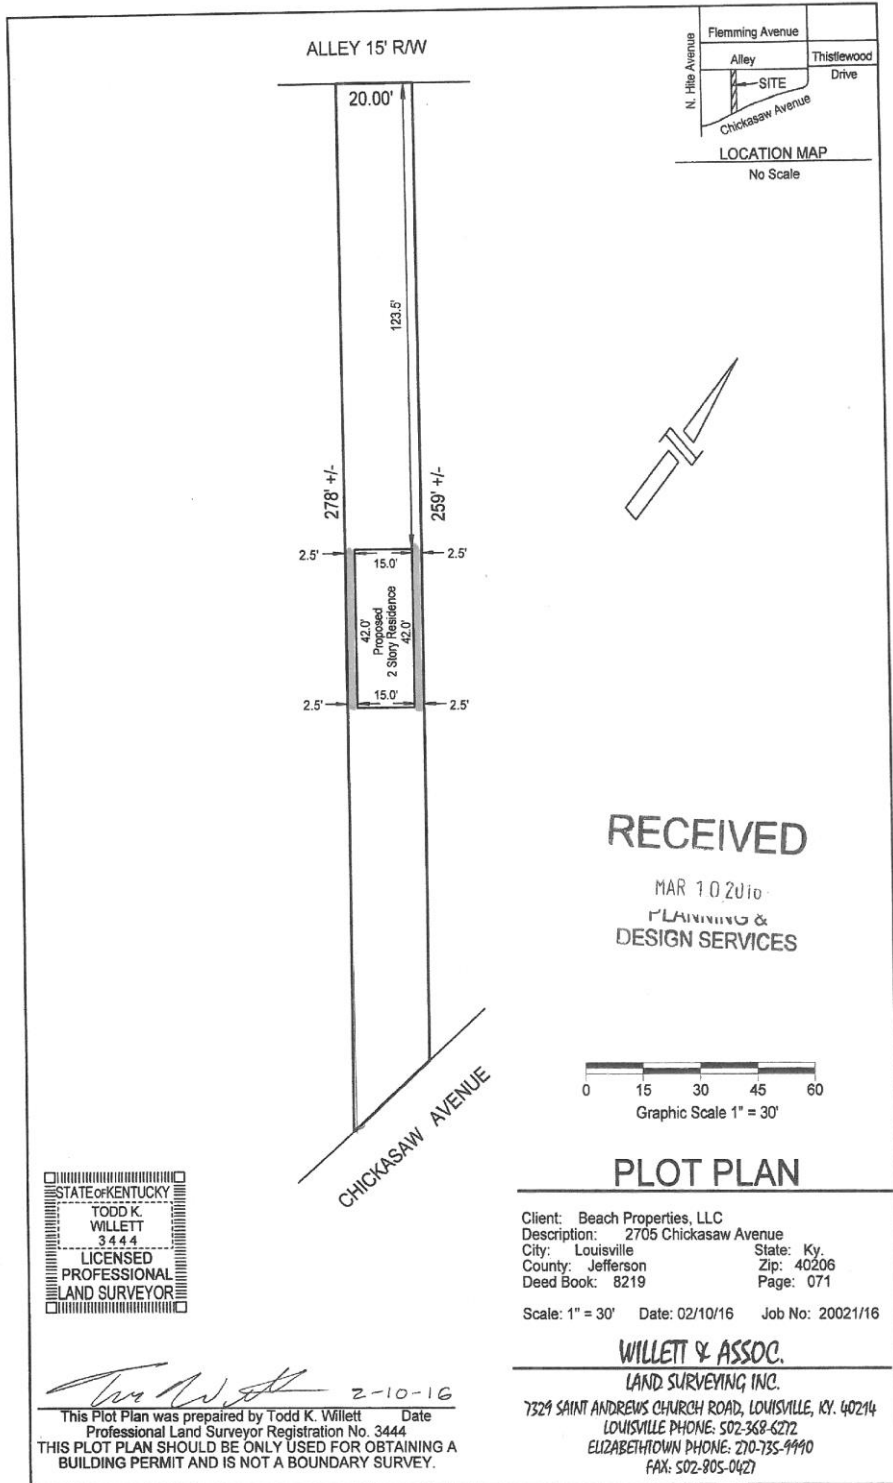 ALLEY 15' R/W
20.00'
123.5'
278' +/-
259' +/-
2.5'
15.0'
2.5'
42.0'
Proposed
2 Story Residence
42.0'
2.5'
15.0'
2.5'
CHICKASAW AVENUE
Flemming Avenue
N. Hite Avenue
Alley
Thistlewood
Drive
SITE
Chickasaw Avenue
LOCATION MAP
No Scale
RECEIVED
MAR 10 2016
PLANNING &
DESIGN SERVICES
0 15 30 45 60
Graphic Scale 1" = 30'
PLOT PLAN
Client: Beach Properties, LLC
Description: 2705 Chickasaw Avenue
City: Louisville State: Ky.
County: Jefferson Zip: 40206
Deed Book: 8219 Page: 071
Scale: 1" = 30' Date: 02/10/16 Job No: 20021/16
WILLETT & ASSOC.
LAND SURVEYING INC.
7329 SAINT ANDREWS CHURCH ROAD, LOUISVILLE, KY. 40214
LOUISVILLE PHONE: 502-368-6272
ELIZABETHTOWN PHONE: 270-735-9990
FAX: 502-805-0427
STATE OF KENTUCKY
TODD K.
WILLETT
3444
LICENSED
PROFESSIONAL
LAND SURVEYOR
2-10-16
This Plot Plan was prepaired by Todd K. Willett Date
Professional Land Surveyor Registration No. 3444
THIS PLOT PLAN SHOULD BE ONLY USED FOR OBTAINING A
BUILDING PERMIT AND IS NOT A BOUNDARY SURVEY.